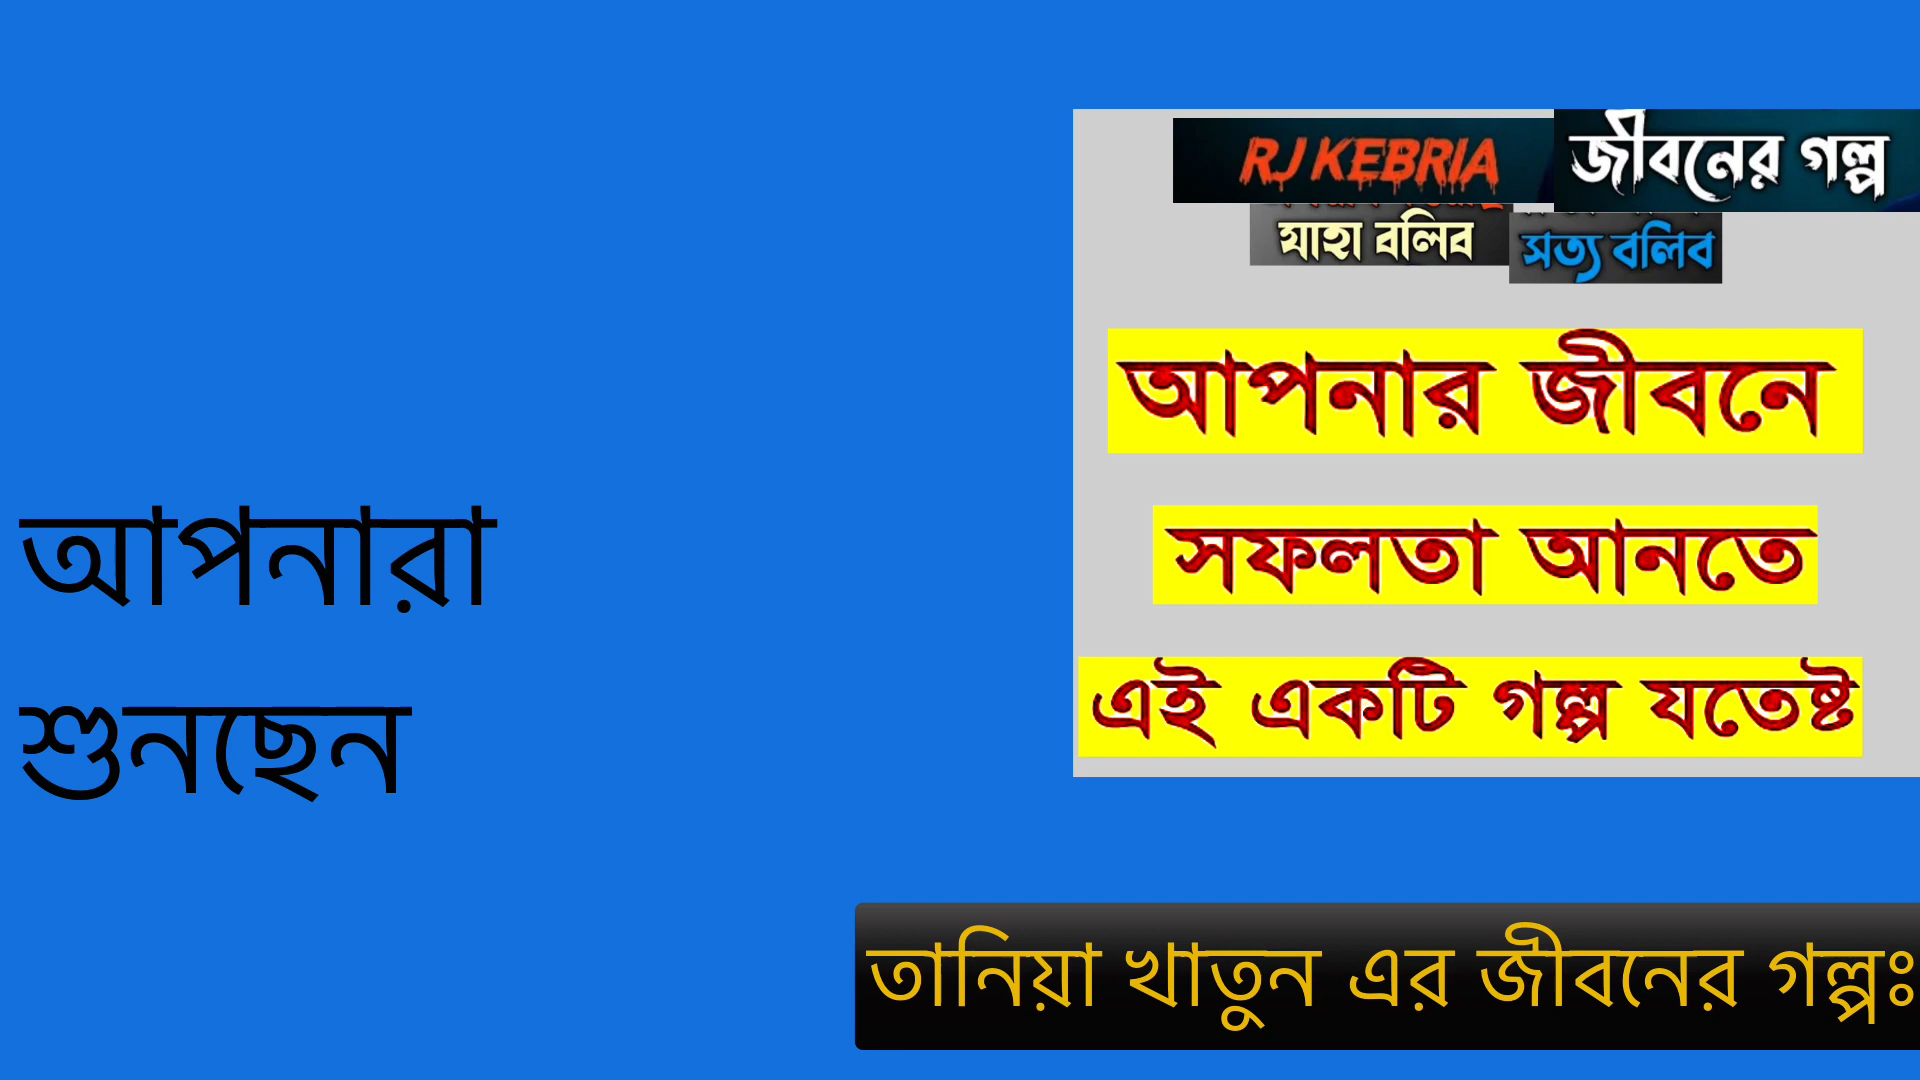 RJ KEBRIA জীবনের গল্প
যাহা বলিব
সত্য বলিব
আপনার জীবনে
সফলতা আনতে
এই একটি গল্প যতেষ্ট
আপনারা
শুনছেন
তানিয়া খাতুন এর জীবনের গল্পঃ